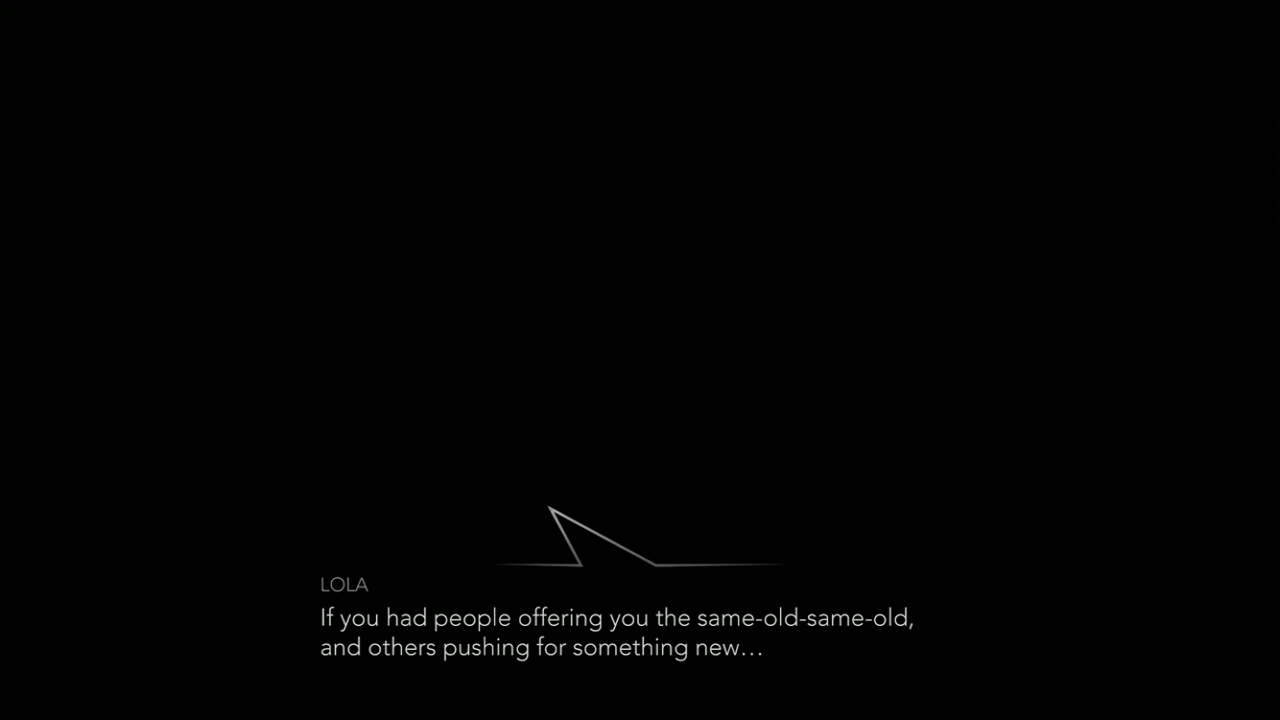 LOLA
If you had people offering you the same-old-same-old,
and others pushing for something new…